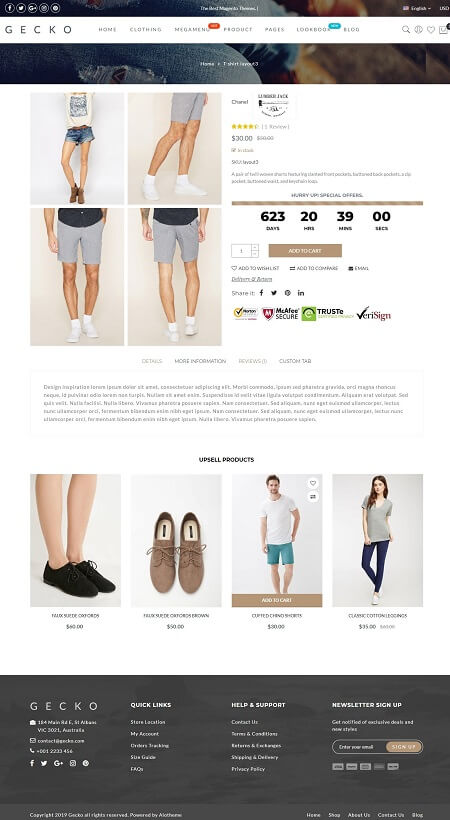 The Best Magento Themes. |
English
USD
GECKO
HOME CLOTHING MEGAMENU PRODUCT PAGES LOOKBOOK BLOG
HOT
Home T-shirt layout3
Chanel
LUMBER JACK
( 1 Review )
$30.00 $50.00
In stock
SKU: layout3
A pair of twill woven shorts featuring slanted front pockets, buttoned back pockets, a zip
pocket, buttoned waist, and keychain loop.
HURRY UP! SPECIAL OFFERS.
623 20 39 00
DAYS HRS MINS SECS
1
ADD TO CART
ADD TO WISH LIST ADD TO COMPARE EMAIL
Delivery & Return
Share it:
Norton
McAfee SECURE
TRUSTe
VeriSign
DETAILS MORE INFORMATION REVIEWS (1) CUSTOM TAB
Design inspiration lorem ipsum dolor sit amet, consectetuer adipiscing elit. Morbi commodo, ipsum sed pharetra gravida, orci magna rhoncus
neque, id pulvinar odio lorem non turpis. Nullam sit amet enim. Suspendisse id velit vitae ligula volutpat condimentum. Aliquam erat volutpat. Sed
quis velit. Nulla facilisi. Nulla libero. Vivamus pharetra posuere sapien. Nam consectetuer. Sed aliquam, nunc eget euismod ullamcorper, lectus
nunc ullamcorper orci, fermentum bibendum enim nibh eget ipsum. Nam consectetuer. Sed aliquam, nunc eget euismod ullamcorper, lectus
nunc ullamcorper orci, fermentum bibendum enim nibh eget ipsum. Nulla libero. Vivamus pharetra posuere sapien.
UPSELL PRODUCTS
ADD TO CART
FAUX SUEDE OXFORDS FAUX SUEDE OXFORDS BROWN CUFFED CHINO SHORTS CLASSIC COTTON LEGGINGS
$60.00 $50.00 $30.00 $35.00 $60.00
GECKO
184 Main Rd E, St Albans
VIC 3021, Australia
contact@gecko.com
+001 2233 456
QUICK LINKS
Store Location
My Account
Orders Tracking
Size Guide
FAQs
HELP & SUPPORT
Contact Us
Terms & Conditions
Returns & Exchanges
Shipping & Delivery
Privacy Policy
NEWSLETTER SIGN UP
Get notified of exclusive deals and
new styles
Enter your email
SIGN UP
Copyright 2019 Gecko all rights reserved. Powered by Alothemes
Home Shop About Us Contact Us Blog